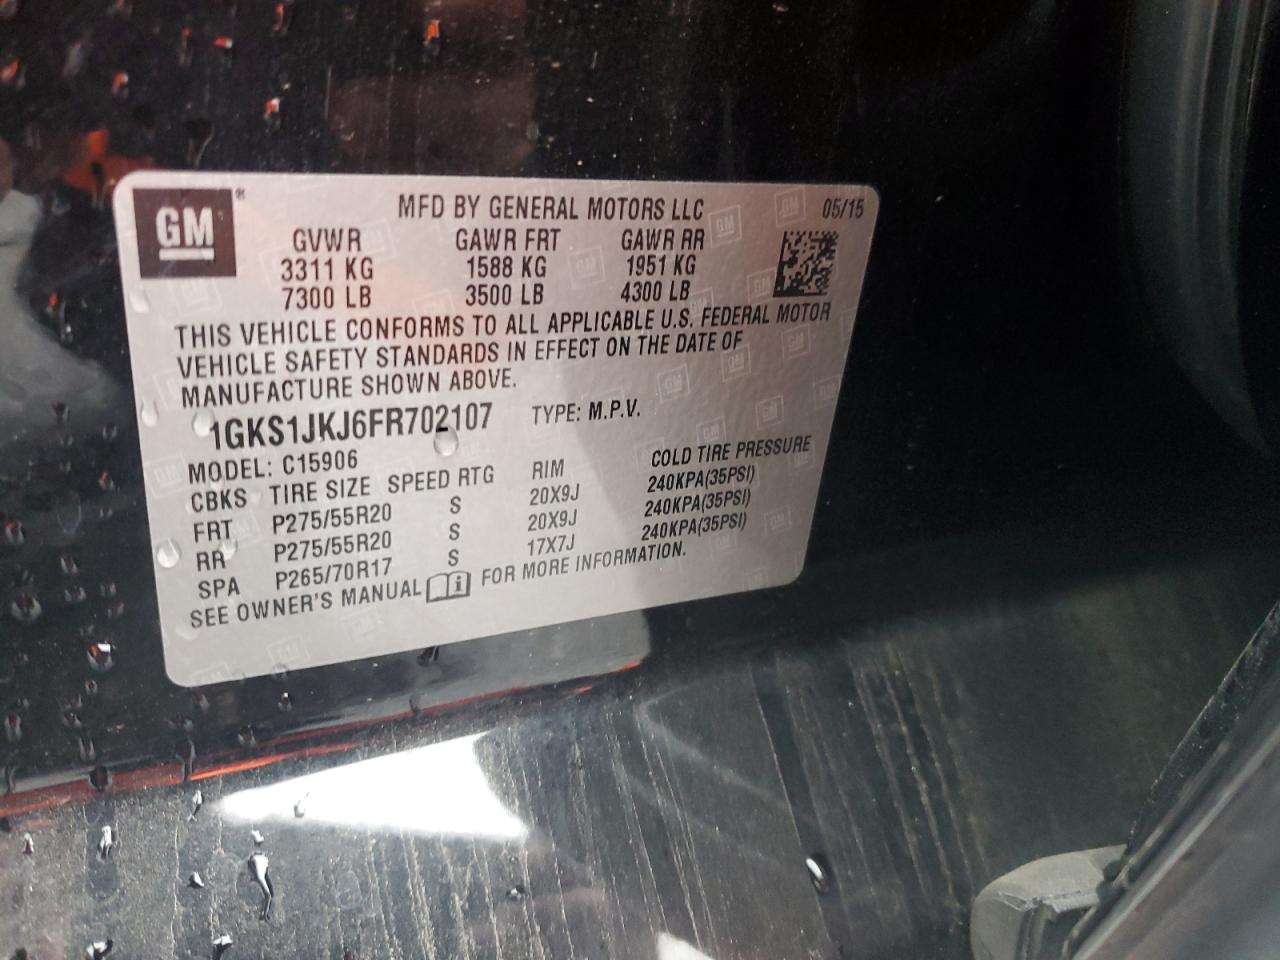 GM®
MFD BY GENERAL MOTORS LLC 05/15
GVWR GAWR FRT GAWR RR
3311 KG 1588 KG 1951 KG
7300 LB 3500 LB 4300 LB
THIS VEHICLE CONFORMS TO ALL APPLICABLE U.S. FEDERAL MOTOR
VEHICLE SAFETY STANDARDS IN EFFECT ON THE DATE OF
MANUFACTURE SHOWN ABOVE.
1GKS1JKJ6FR702107 TYPE: M.P.V.
MODEL: C15906
CBKS TIRE SIZE SPEED RTG RIM COLD TIRE PRESSURE
FRT P275/55R20 S 20X9J 240KPA(35PSI)
RR P275/55R20 S 20X9J 240KPA(35PSI)
SPA P265/70R17 S 17X7J 240KPA(35PSI)
SEE OWNER'S MANUAL FOR MORE INFORMATION.